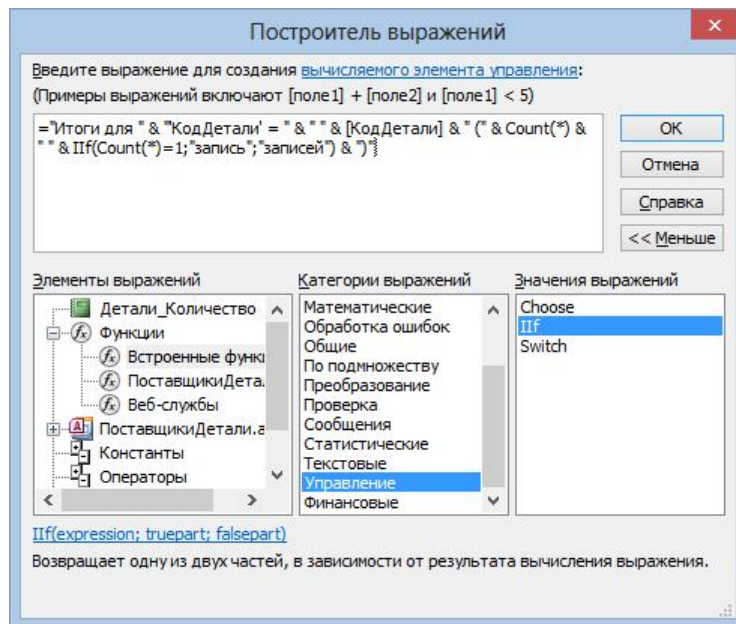 Построитель выражений
Введите выражение для создания вычисляемого элемента управления:
(Примеры выражений включают [поле1] + [поле2] и [поле1] < 5)
="Итоги для " & "'КодДетали' = " & " " & [КодДетали] & " (" & Count(*) &
" " & IIf(Count(*)=1;"запись";"записей") & ")"
ОК
Отмена
Справка
<< Меньше
Элементы выражений
Детали_Количество
Функции
Встроенные функ
ПоставщикиДета.
Веб-службы
ПоставщикиДетали.a
Константы
Операторы
Категории выражений
Математические
Обработка ошибок
Общие
По подмножеству
Преобразование
Проверка
Сообщения
Статистические
Текстовые
Управление
Финансовые
Значения выражений
Choose
IIf
Switch
IIf(expression; truepart; falsepart)
Возвращает одну из двух частей, в зависимости от результата вычисления выражения.